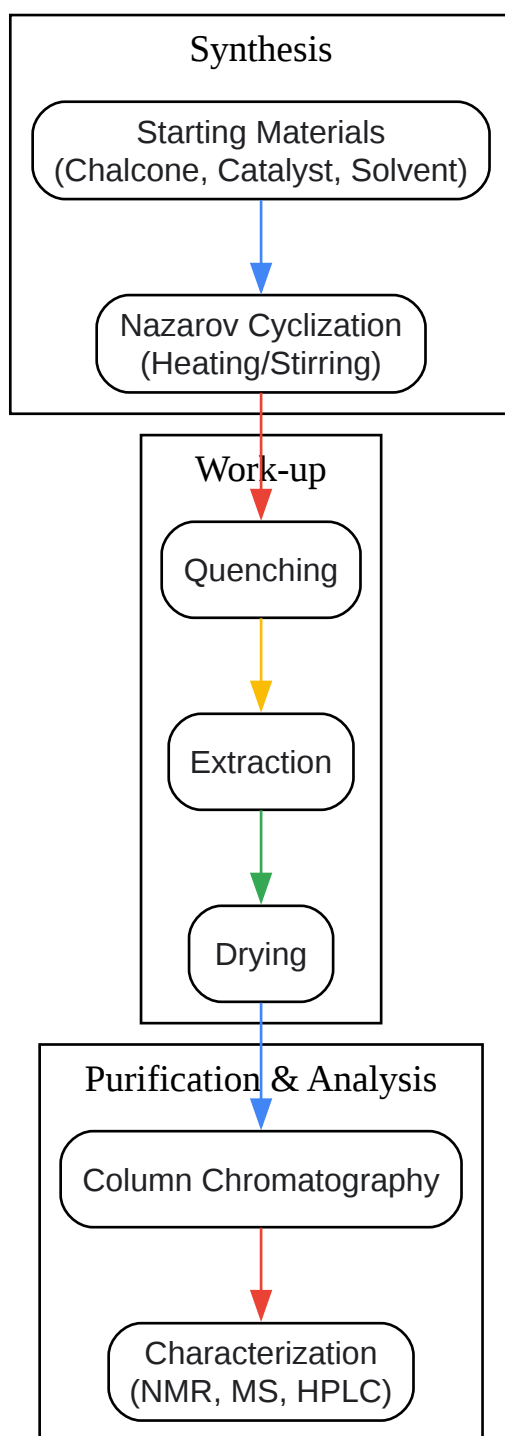 Synthesis
Starting Materials
(Chalcone, Catalyst, Solvent)
Nazarov Cyclization
(Heating/Stirring)
Work-up
Quenching
Extraction
Drying
Purification & Analysis
Column Chromatography
Characterization
(NMR, MS, HPLC)